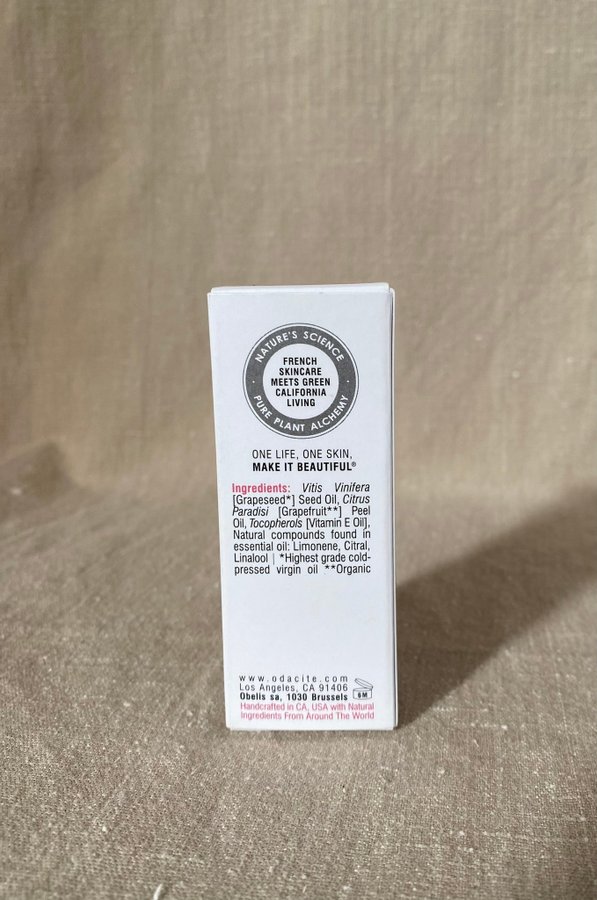 NATURE'S SCIENCE
FRENCH
SKINCARE
MEETS GREEN
CALIFORNIA
LIVING
PURE PLANT ALCHEMY
ONE LIFE, ONE SKIN,
MAKE IT BEAUTIFUL®
Ingredients: Vitis Vinifera
[Grapeseed*] Seed Oil, Citrus
Paradisi [Grapefruit**] Peel
Oil, Tocopherols [Vitamin E Oil],
Natural compounds found in
essential oil: Limonene, Citral,
Linalool | *Highest grade cold-
pressed virgin oil **Organic
www.odacite.com
Los Angeles, CA 91406
Obelis sa, 1030 Brussels
6M
Handcrafted in CA, USA with Natural
Ingredients From Around The World